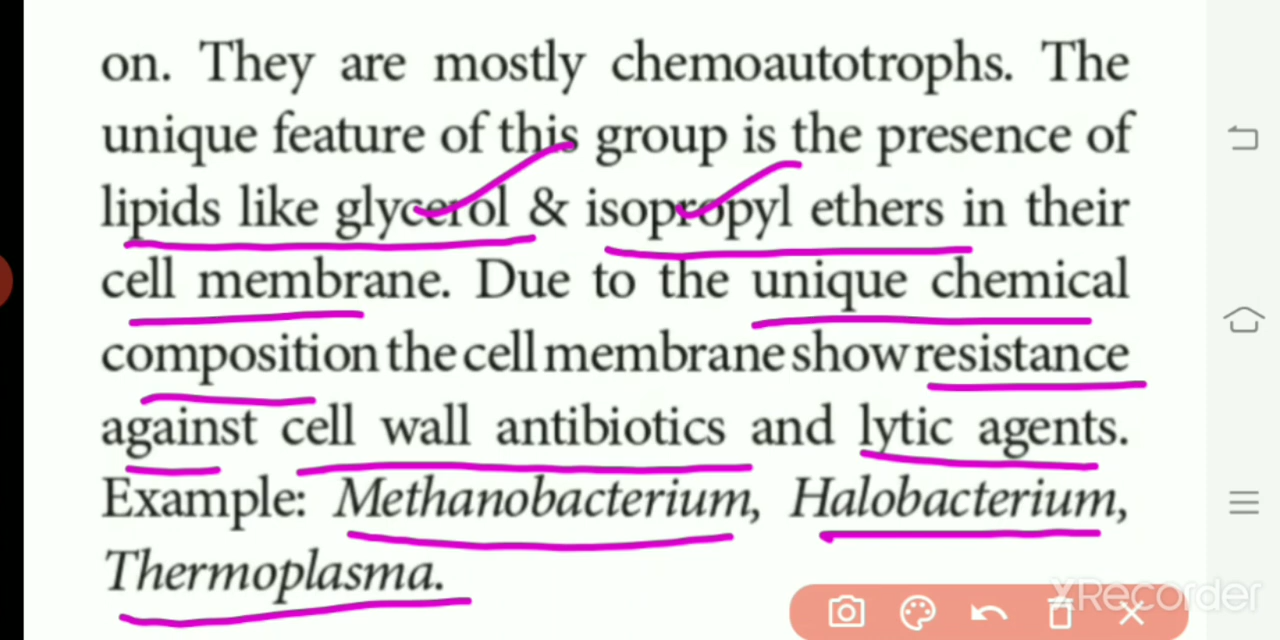 on. They are mostly chemoautotrophs. The
unique feature of this group is the presence of
lipids like glycerol & isopropyl ethers in their
cell membrane. Due to the unique chemical
composition the cell membrane show resistance
against cell wall antibiotics and lytic agents.
Example: Methanobacterium, Halobacterium,
Thermoplasma.
XRecorder